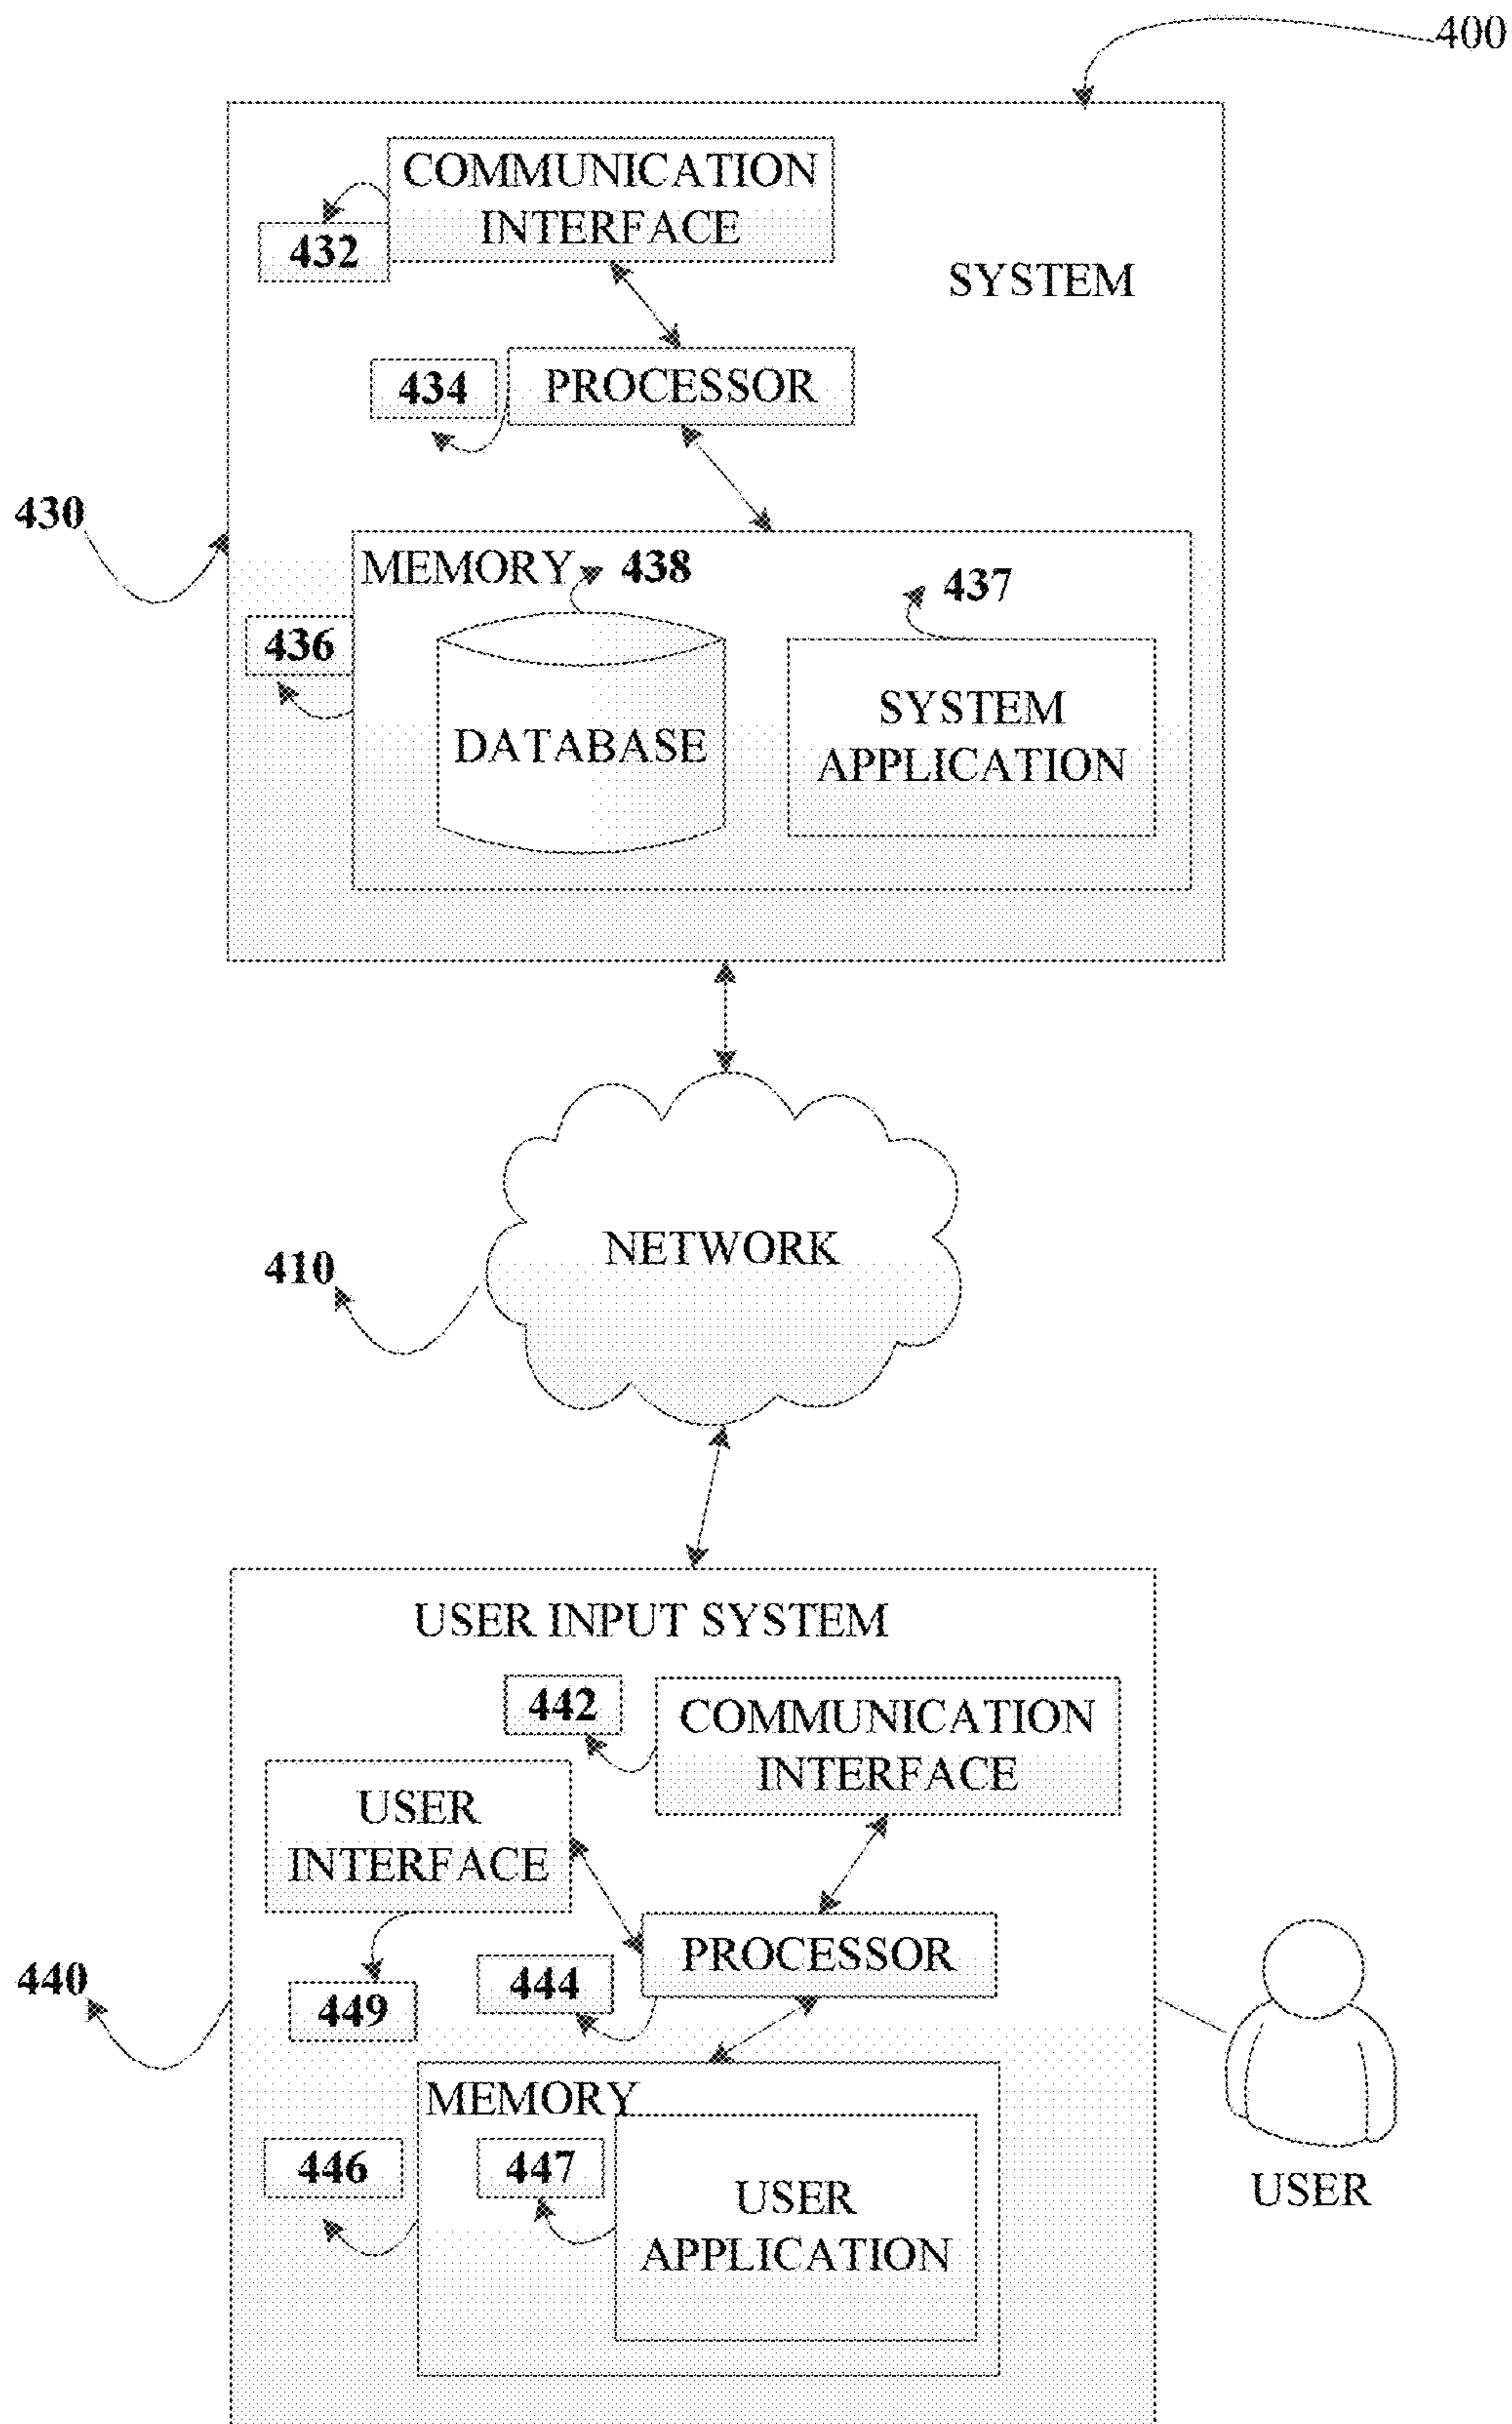 400
COMMUNICATION
INTERFACE
432
SYSTEM
434
PROCESSOR
430
MEMORY
438
437
436
DATABASE
SYSTEM
APPLICATION
NETWORK
410
USER INPUT SYSTEM
442
COMMUNICATION
INTERFACE
USER
INTERFACE
PROCESSOR
440
444
449
MEMORY
446
447
USER
APPLICATION
USER